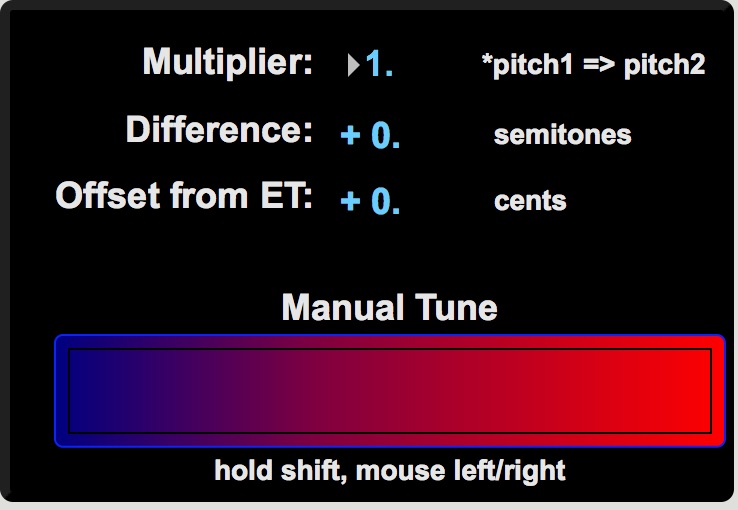 Multiplier: 1. *pitch1 => pitch2
Difference: + 0. semitones
Offset from ET: + 0. cents
Manual Tune
hold shift, mouse left/right